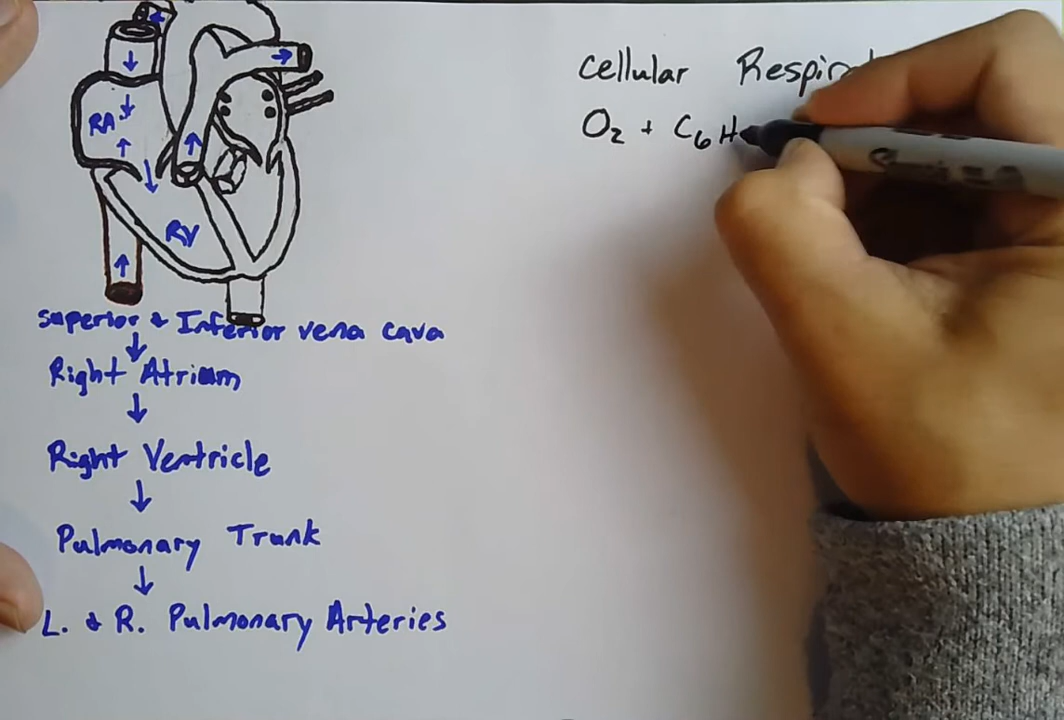 RA
RV
Superior & Inferior vena cava
Right Atrium
Right Ventricle
Pulmonary Trunk
L. & R. Pulmonary Arteries
cellular
O₂ + C₆H